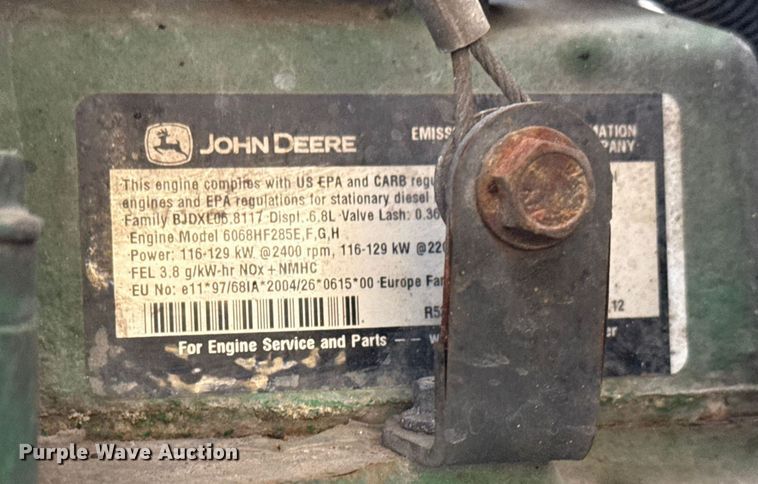 JOHN DEERE
EMISS MATION
PANY
This engine complies with US EPA and CARB regu
engines and EPA regulations for stationary diesel
Family BJDXL06.8117 Displ. 6.8L Valve Lash: 0.36
Engine Model 6068HF285E,F,G,H
Power: 116-129 kW @2400 rpm, 116-129 kW @220
FEL 3.8 g/kW-hr NOx + NMHC
EU No: e11*97/68IA*2004/26*0615*00 Europe Fam
R5 12
For Engine Service and Parts -- w er
Purple Wave Auction